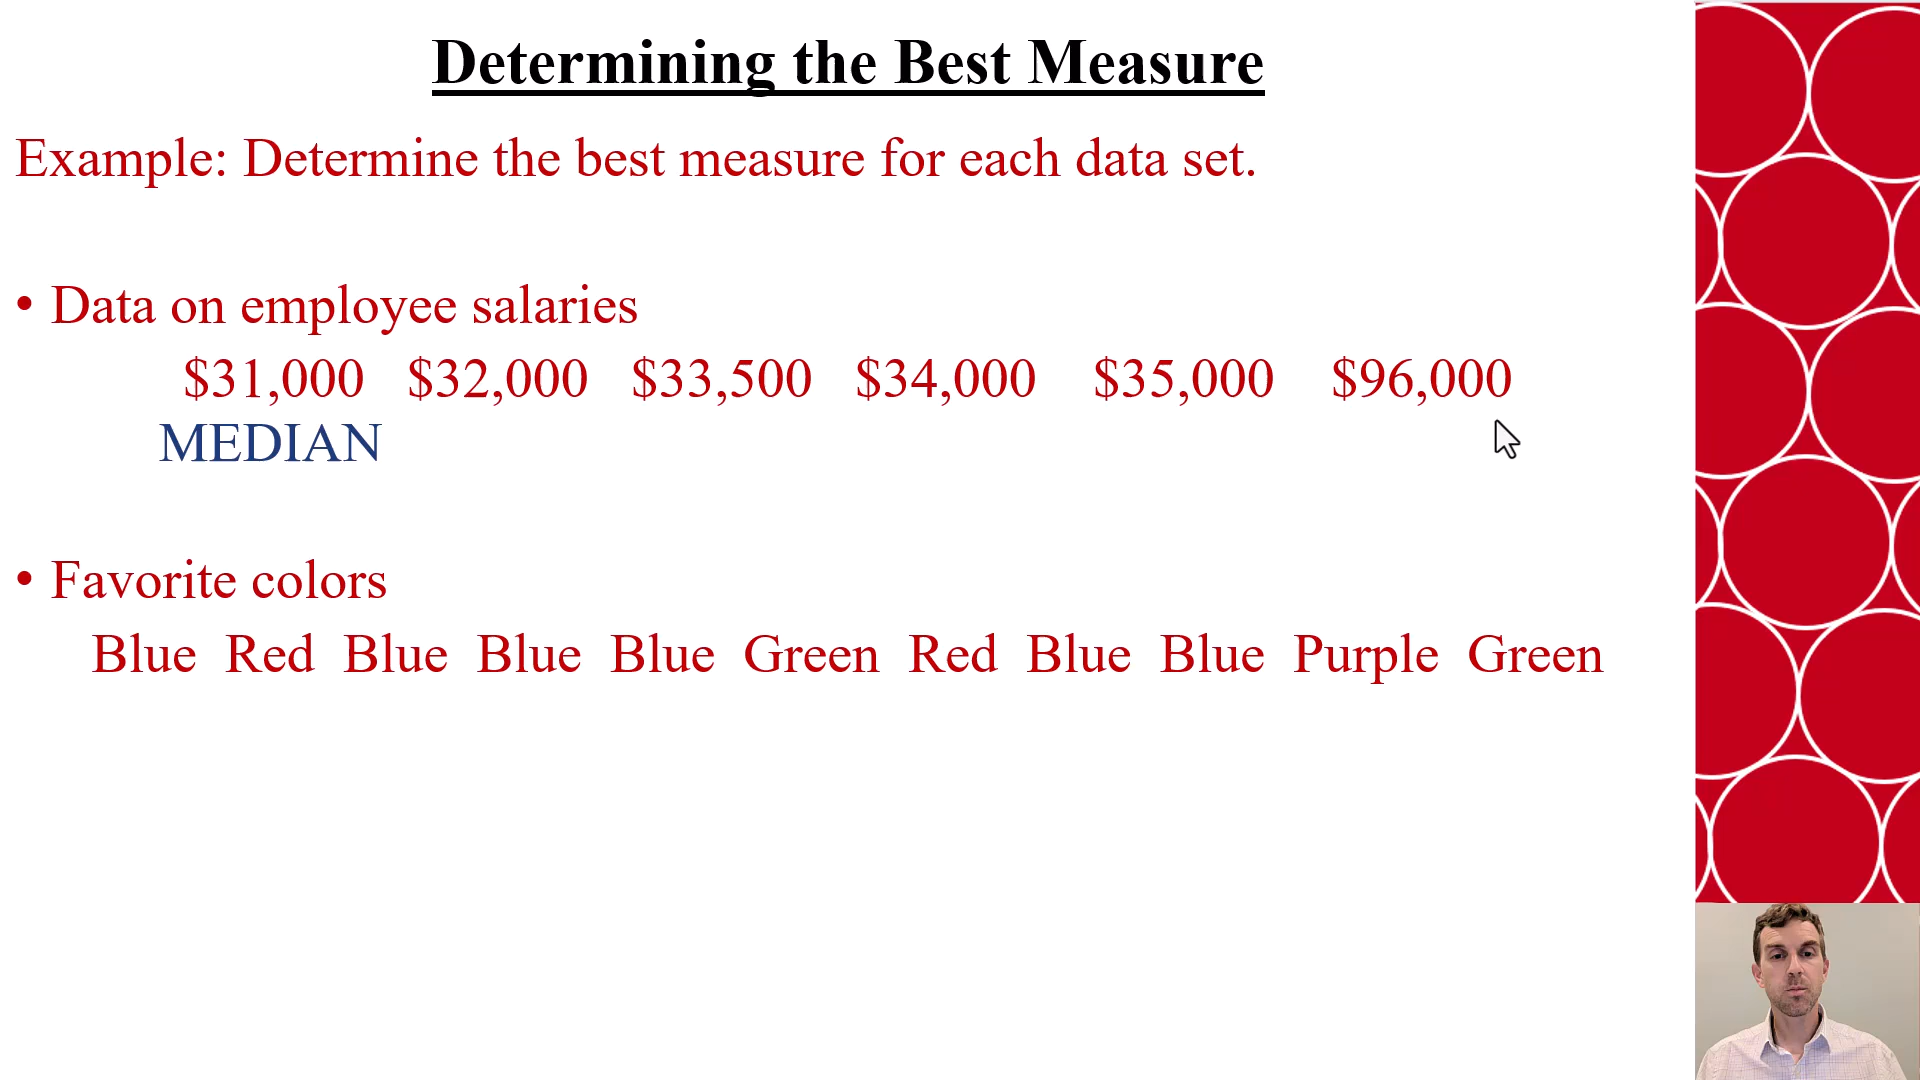 Determining the Best Measure
Example: Determine the best measure for each data set.
• Data on employee salaries
$31,000 $32,000 $33,500 $34,000 $35,000 $96,000
MEDIAN
• Favorite colors
Blue Red Blue Blue Blue Green Red Blue Blue Purple Green